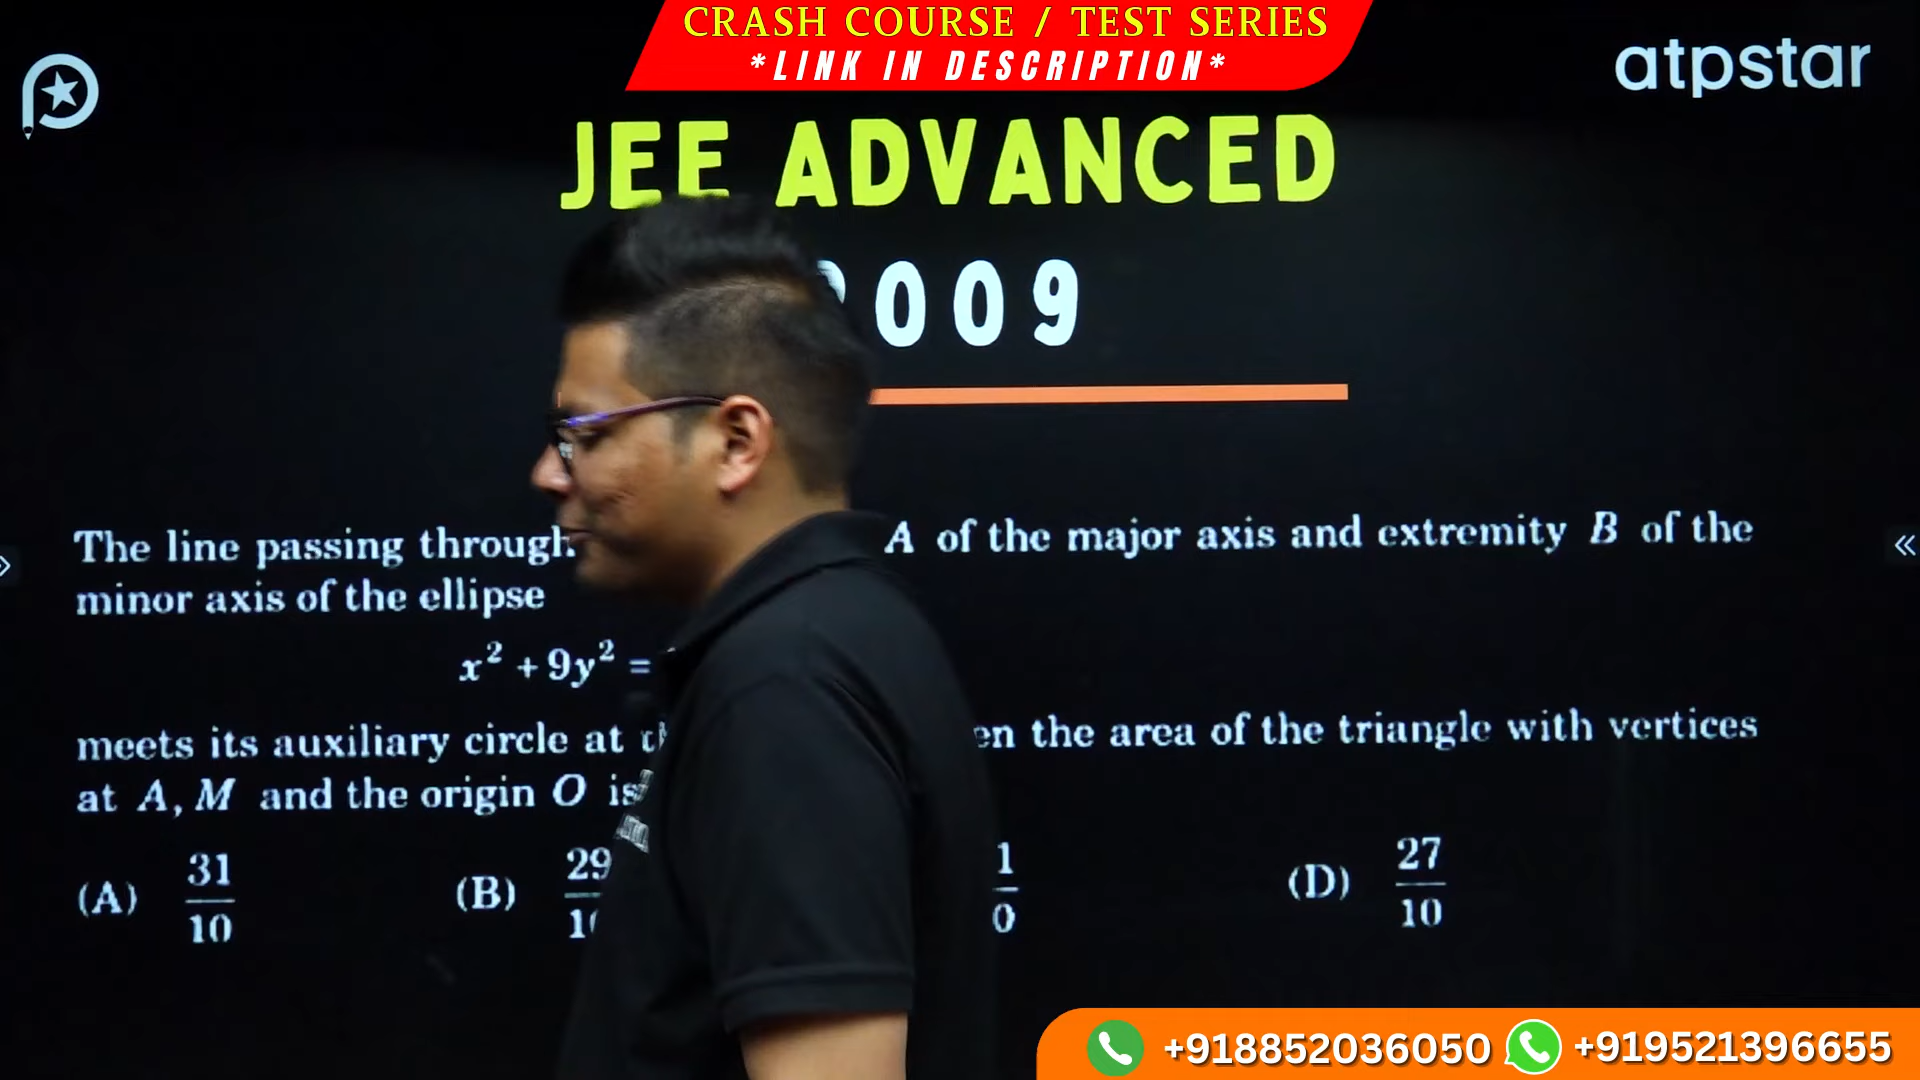 CRASH COURSE / TEST SERIES
*LINK IN DESCRIPTION*
atpstar
JEE ADVANCED
009
The line passing through A of the major axis and extremity B of the
minor axis of the ellipse
x² + 9y² =
meets its auxiliary circle at the area of the triangle with vertices
at A, M and the origin O is
(A) 31/10 (B) 29 1/0 (D) 27/10
+918852036050 +919521396655